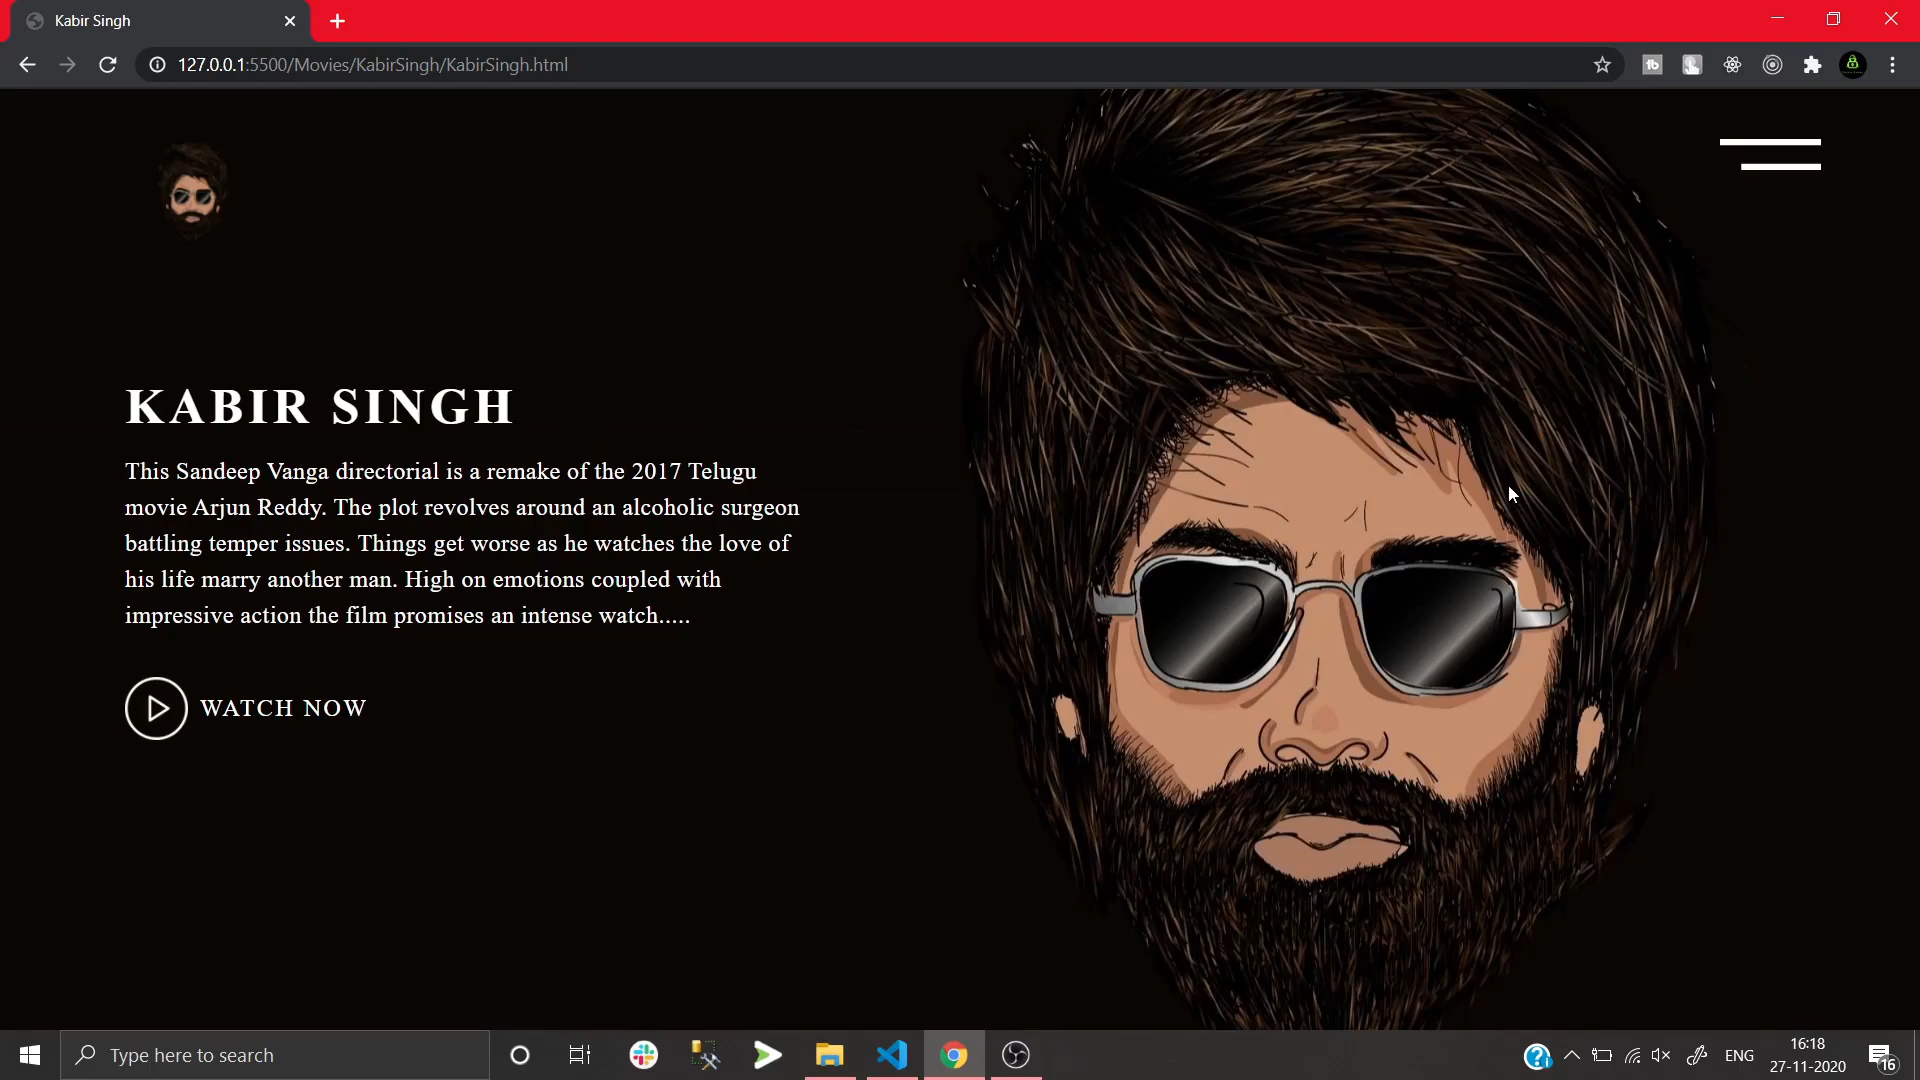 Kabir Singh
127.0.0.1:5500/Movies/KabirSingh/KabirSingh.html
KABIR SINGH
This Sandeep Vanga directorial is a remake of the 2017 Telugu
movie Arjun Reddy. The plot revolves around an alcoholic surgeon
battling temper issues. Things get worse as he watches the love of
his life marry another man. High on emotions coupled with
impressive action the film promises an intense watch.....
WATCH NOW
Type here to search
ENG
16:18
27-11-2020
16